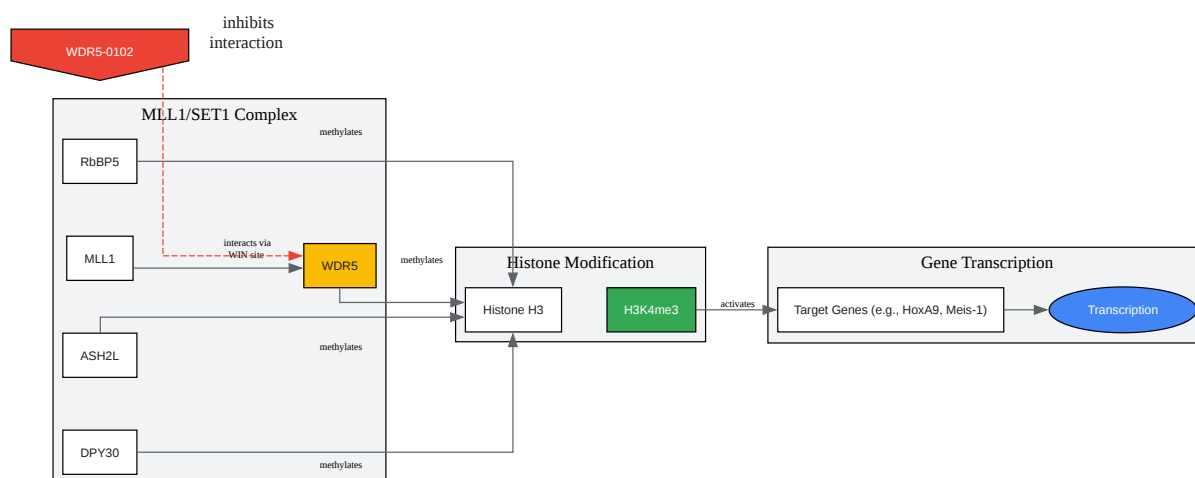 inhibits
interaction
WDR5-0102
MLL1/SET1 Complex
methylates
RbBP5
interacts via
WIN site
MLL1
WDR5
methylates
Histone Modification
Gene Transcription
Histone H3
H3K4me3
activates
Target Genes (e.g., HoxA9, Meis-1)
Transcription
methylates
ASH2L
DPY30
methylates